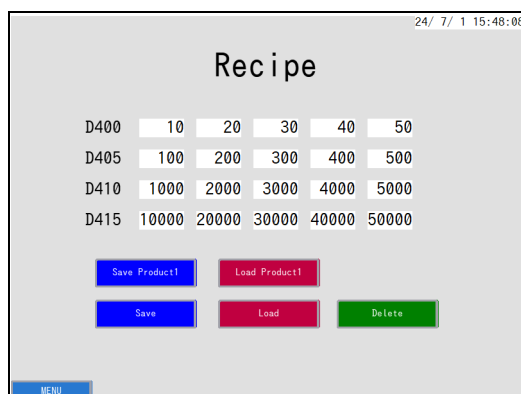 24/ 7/ 1 15:48:08
Recipe
D400 10 20 30 40 50
D405 100 200 300 400 500
D410 1000 2000 3000 4000 5000
D415 10000 20000 30000 40000 50000
Save Product1 Load Product1
Save Load Delete
MENU